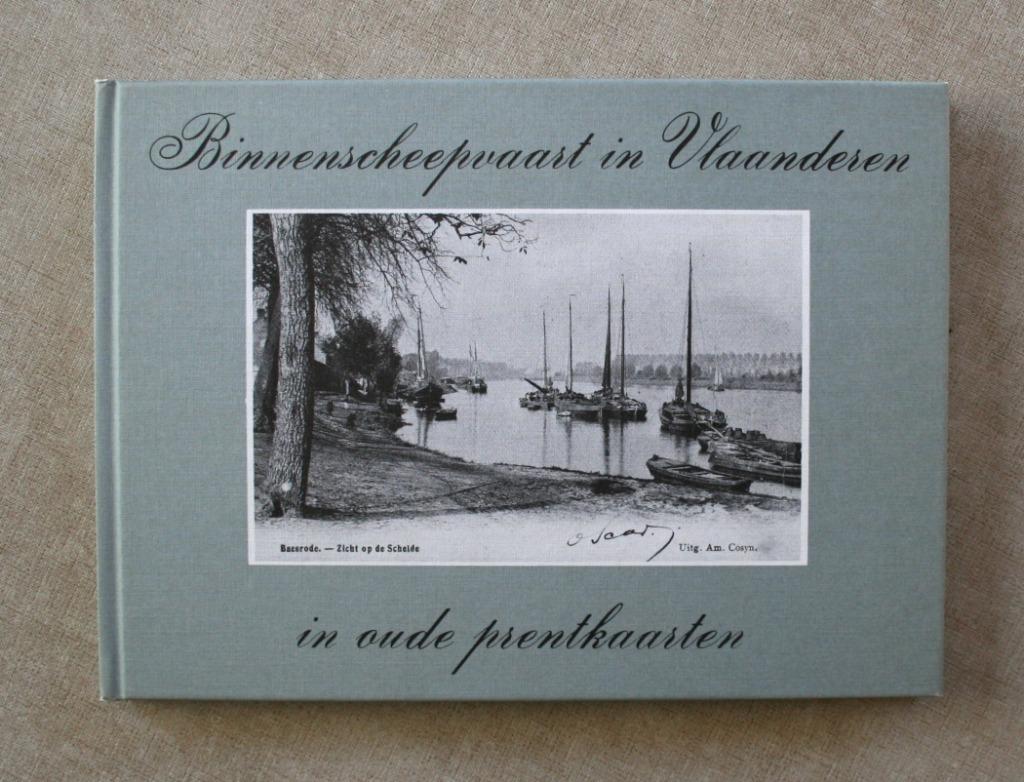 Binnenscheepvaart in Vlaanderen
Baesrode. — Zicht op de Schelde
Uitg. Am. Cosyn.
in oude prentkaarten